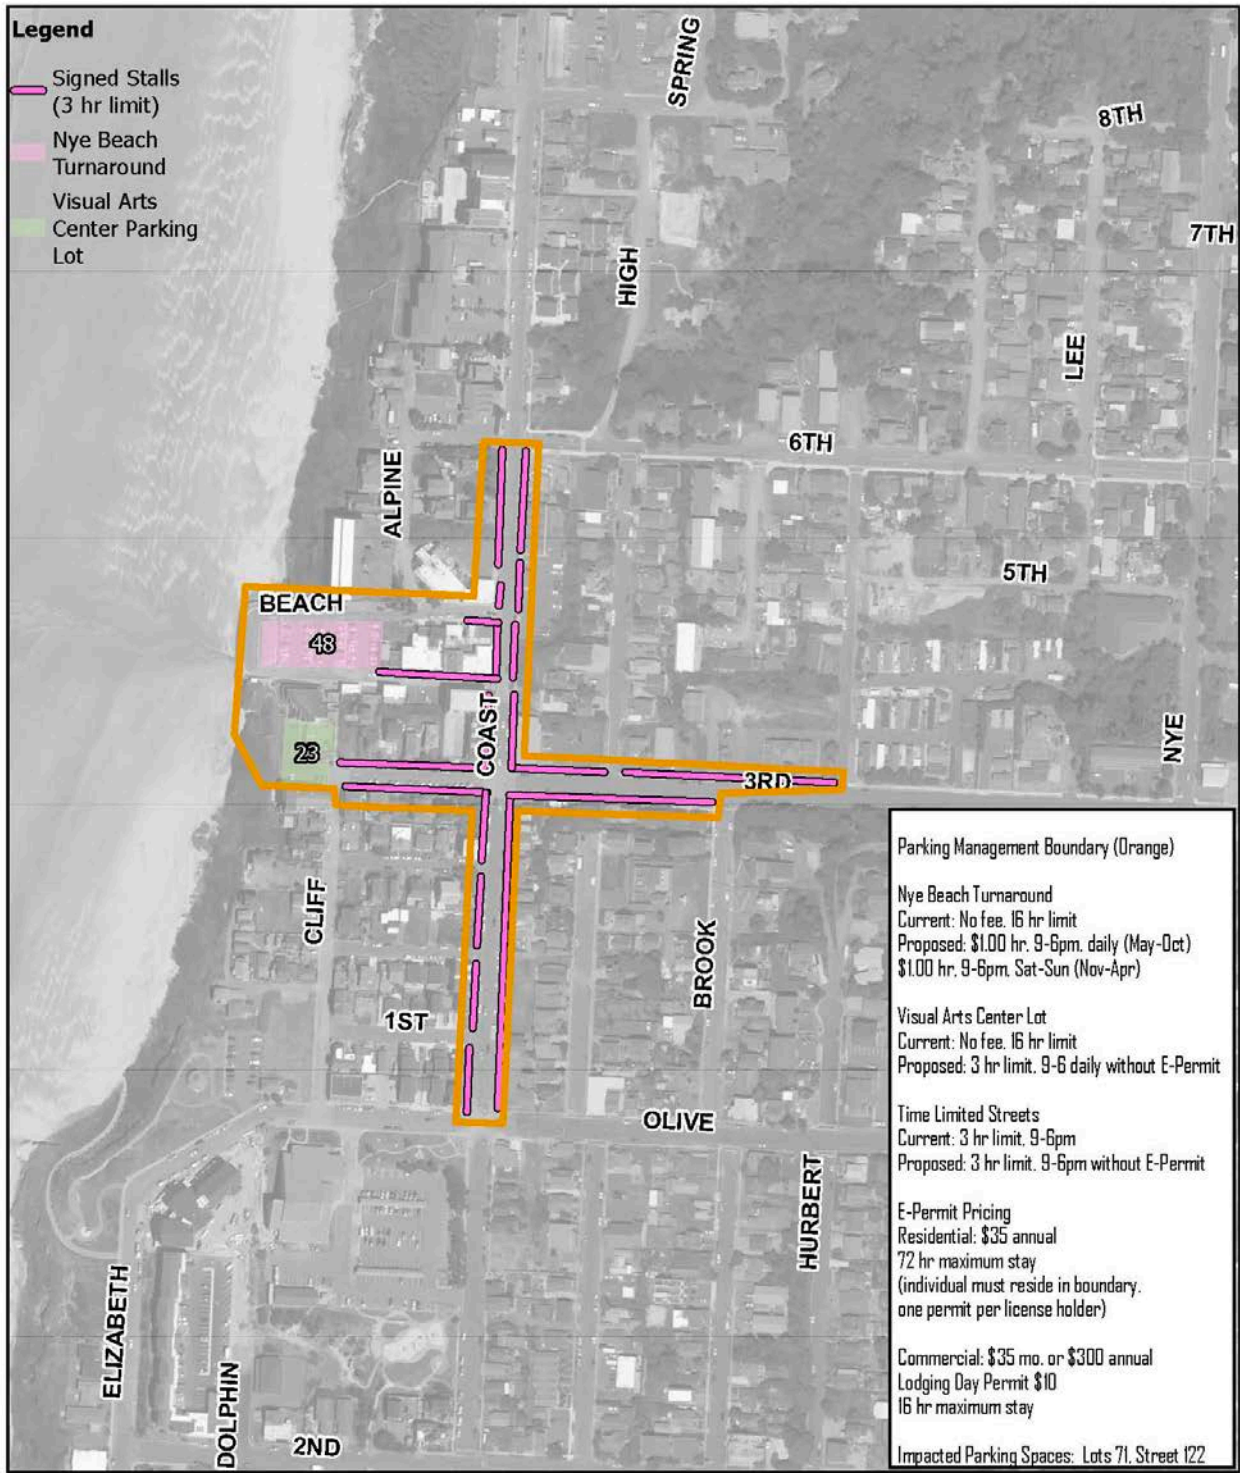 Legend
Signed Stalls
(3 hr limit)
Nye Beach
Turnaround
Visual Arts
Center Parking
Lot
SPRING
8TH
7TH
HIGH
LEE
6TH
ALPINE
5TH
BEACH
48
COAST
NYE
23
3RD
CLIFF
BROOK
1ST
OLIVE
HURBERT
ELIZABETH
DOLPHIN
2ND
Parking Management Boundary (Orange)
Nye Beach Turnaround
Current: No fee, 16 hr limit
Proposed: $1.00 hr, 9-6pm, daily (May-Oct)
$1.00 hr, 9-6pm, Sat-Sun (Nov-Apr)
Visual Arts Center Lot
Current: No fee, 16 hr limit
Proposed: 3 hr limit, 9-6 daily without E-Permit
Time Limited Streets
Current: 3 hr limit, 9-6pm
Proposed: 3 hr limit, 9-6pm without E-Permit
E-Permit Pricing
Residential: $35 annual
72 hr maximum stay
(individual must reside in boundary,
one permit per license holder)
Commercial: $35 mo. or $300 annual
Lodging Day Permit $10
16 hr maximum stay
Impacted Parking Spaces: Lots 71, Street 122